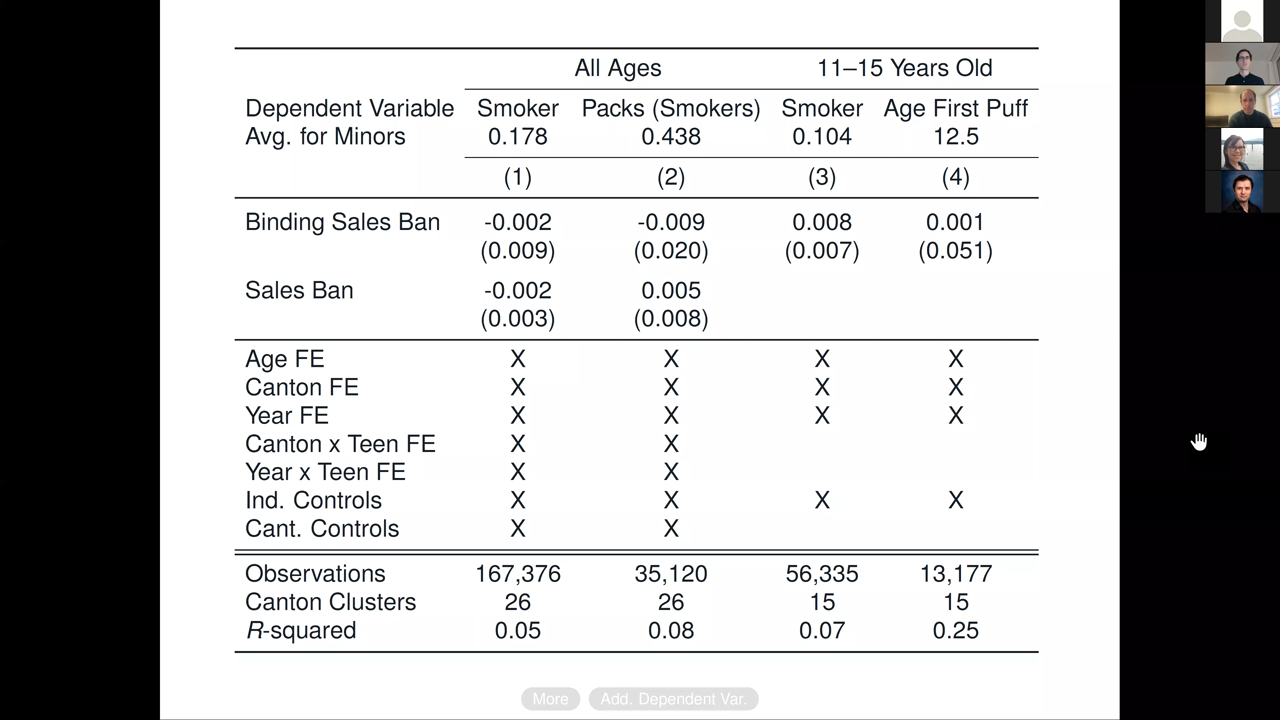 All Ages 11–15 Years Old
Dependent Variable Smoker Packs (Smokers) Smoker Age First Puff
Avg. for Minors 0.178 0.438 0.104 12.5
(1) (2) (3) (4)
Binding Sales Ban -0.002 -0.009 0.008 0.001
(0.009) (0.020) (0.007) (0.051)
Sales Ban -0.002 0.005
(0.003) (0.008)
Age FE X X X X
Canton FE X X X X
Year FE X X X X
Canton x Teen FE X X
Year x Teen FE X X
Ind. Controls X X X X
Cant. Controls X X
Observations 167,376 35,120 56,335 13,177
Canton Clusters 26 26 15 15
R-squared 0.05 0.08 0.07 0.25
More Add. Dependent Var.